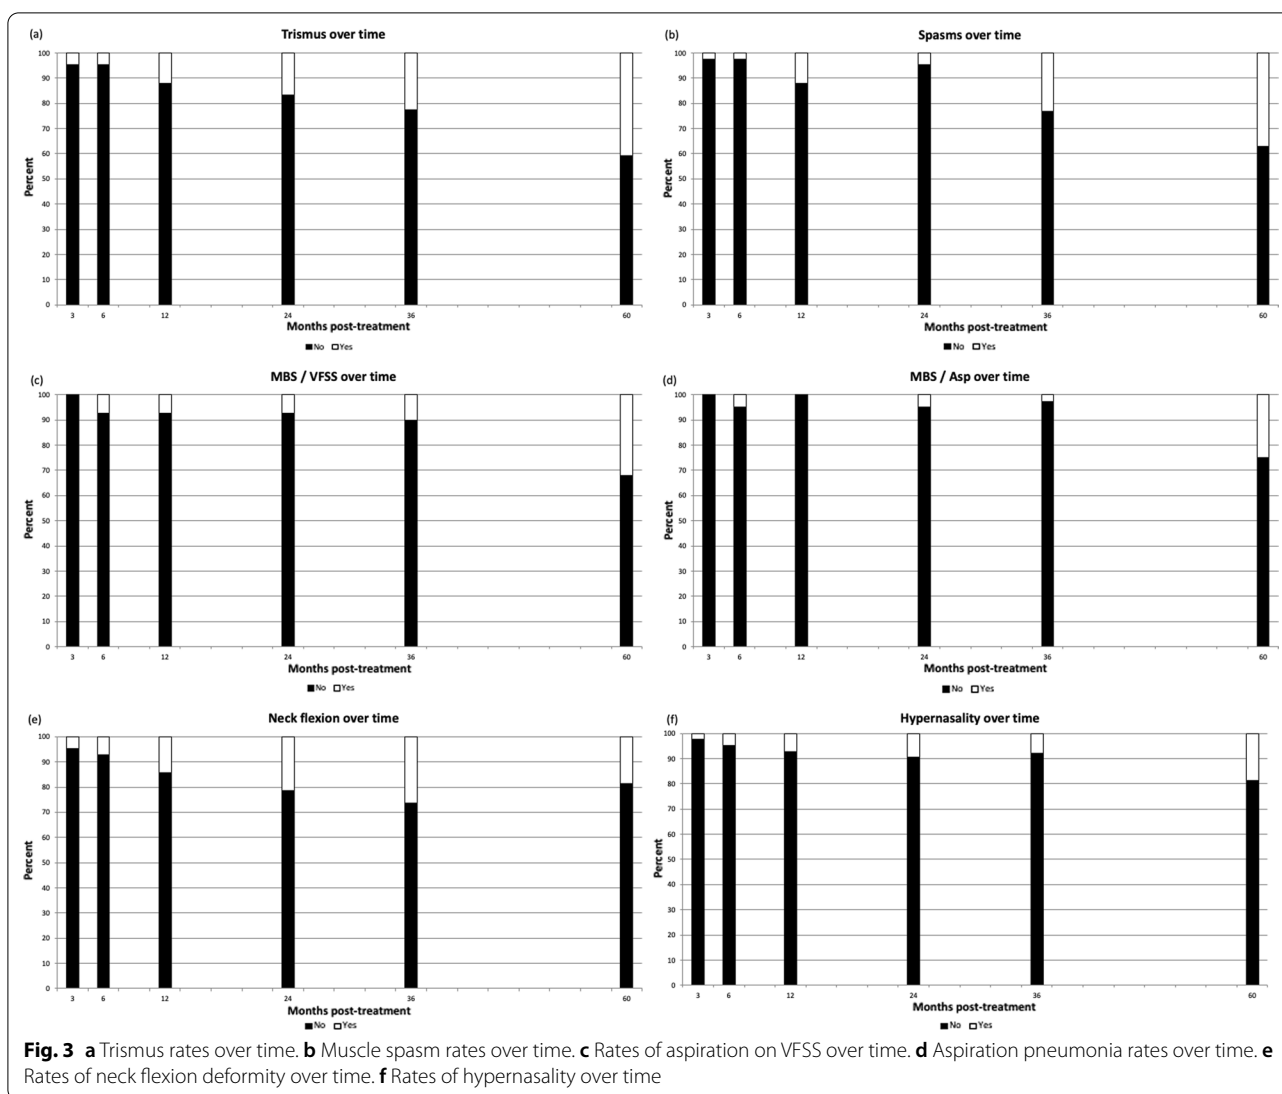 (a)
Trismus over time
100
90
80
70
60
50
40
30
20
10
0
Percent
3 6 12 24 36 60
Months post-treatment
No Yes
(b)
Spasms over time
100
90
80
70
60
50
40
30
20
10
0
Percent
3 6 12 24 36 60
Months post-treatment
No Yes
(c)
MBS / VFSS over time
100
90
80
70
60
50
40
30
20
10
0
Percent
3 6 12 24 36 60
Months post-treatment
No Yes
(d)
MBS / Asp over time
100
90
80
70
60
50
40
30
20
10
0
Percent
3 6 12 24 36 60
Months post-treatment
No Yes
(e)
Neck flexion over time
100
90
80
70
60
50
40
30
20
10
0
Percent
3 6 12 24 36 60
Months post-treatment
No Yes
(f)
Hypernasality over time
100
90
80
70
60
50
40
30
20
10
0
Percent
3 6 12 24 36 60
Months post-treatment
No Yes
Fig. 3 a Trismus rates over time. b Muscle spasm rates over time. c Rates of aspiration on VFSS over time. d Aspiration pneumonia rates over time. e
Rates of neck flexion deformity over time. f Rates of hypernasality over time